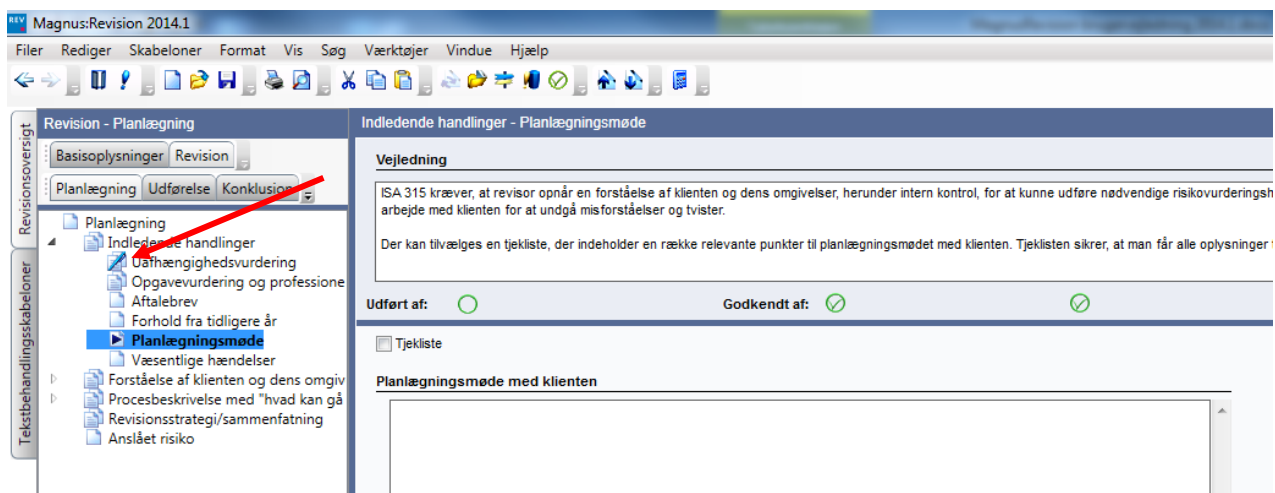 REV Magnus:Revision 2014.1
Filer Rediger Skabeloner Format Vis Søg Værktøjer Vindue Hjælp
Revisionsoversigt
Tekstbehandlingsskabeloner
Revision - Planlægning
Basisoplysninger Revision
Planlægning Udførelse Konklusion
Planlægning
Indledende handlinger
Uafhængighedsvurdering
Opgavevurdering og professione
Aftalebrev
Forhold fra tidligere år
Planlægningsmøde
Væsentlige hændelser
Forståelse af klienten og dens omgiv
Procesbeskrivelse med "hvad kan gå
Revisionsstrategi/sammenfatning
Anslået risiko
Indledende handlinger - Planlægningsmøde
Vejledning
ISA 315 kræver, at revisor opnår en forståelse af klienten og dens omgivelser, herunder intern kontrol, for at kunne udføre nødvendige risikovurderingsh
arbejde med klienten for at undgå misforståelser og tvister.
Der kan tilvælges en tjekliste, der indeholder en række relevante punkter til planlægningsmødet med klienten. Tjeklisten sikrer, at man får alle oplysninger
Udført af: Godkendt af:
Tjekliste
Planlægningsmøde med klienten